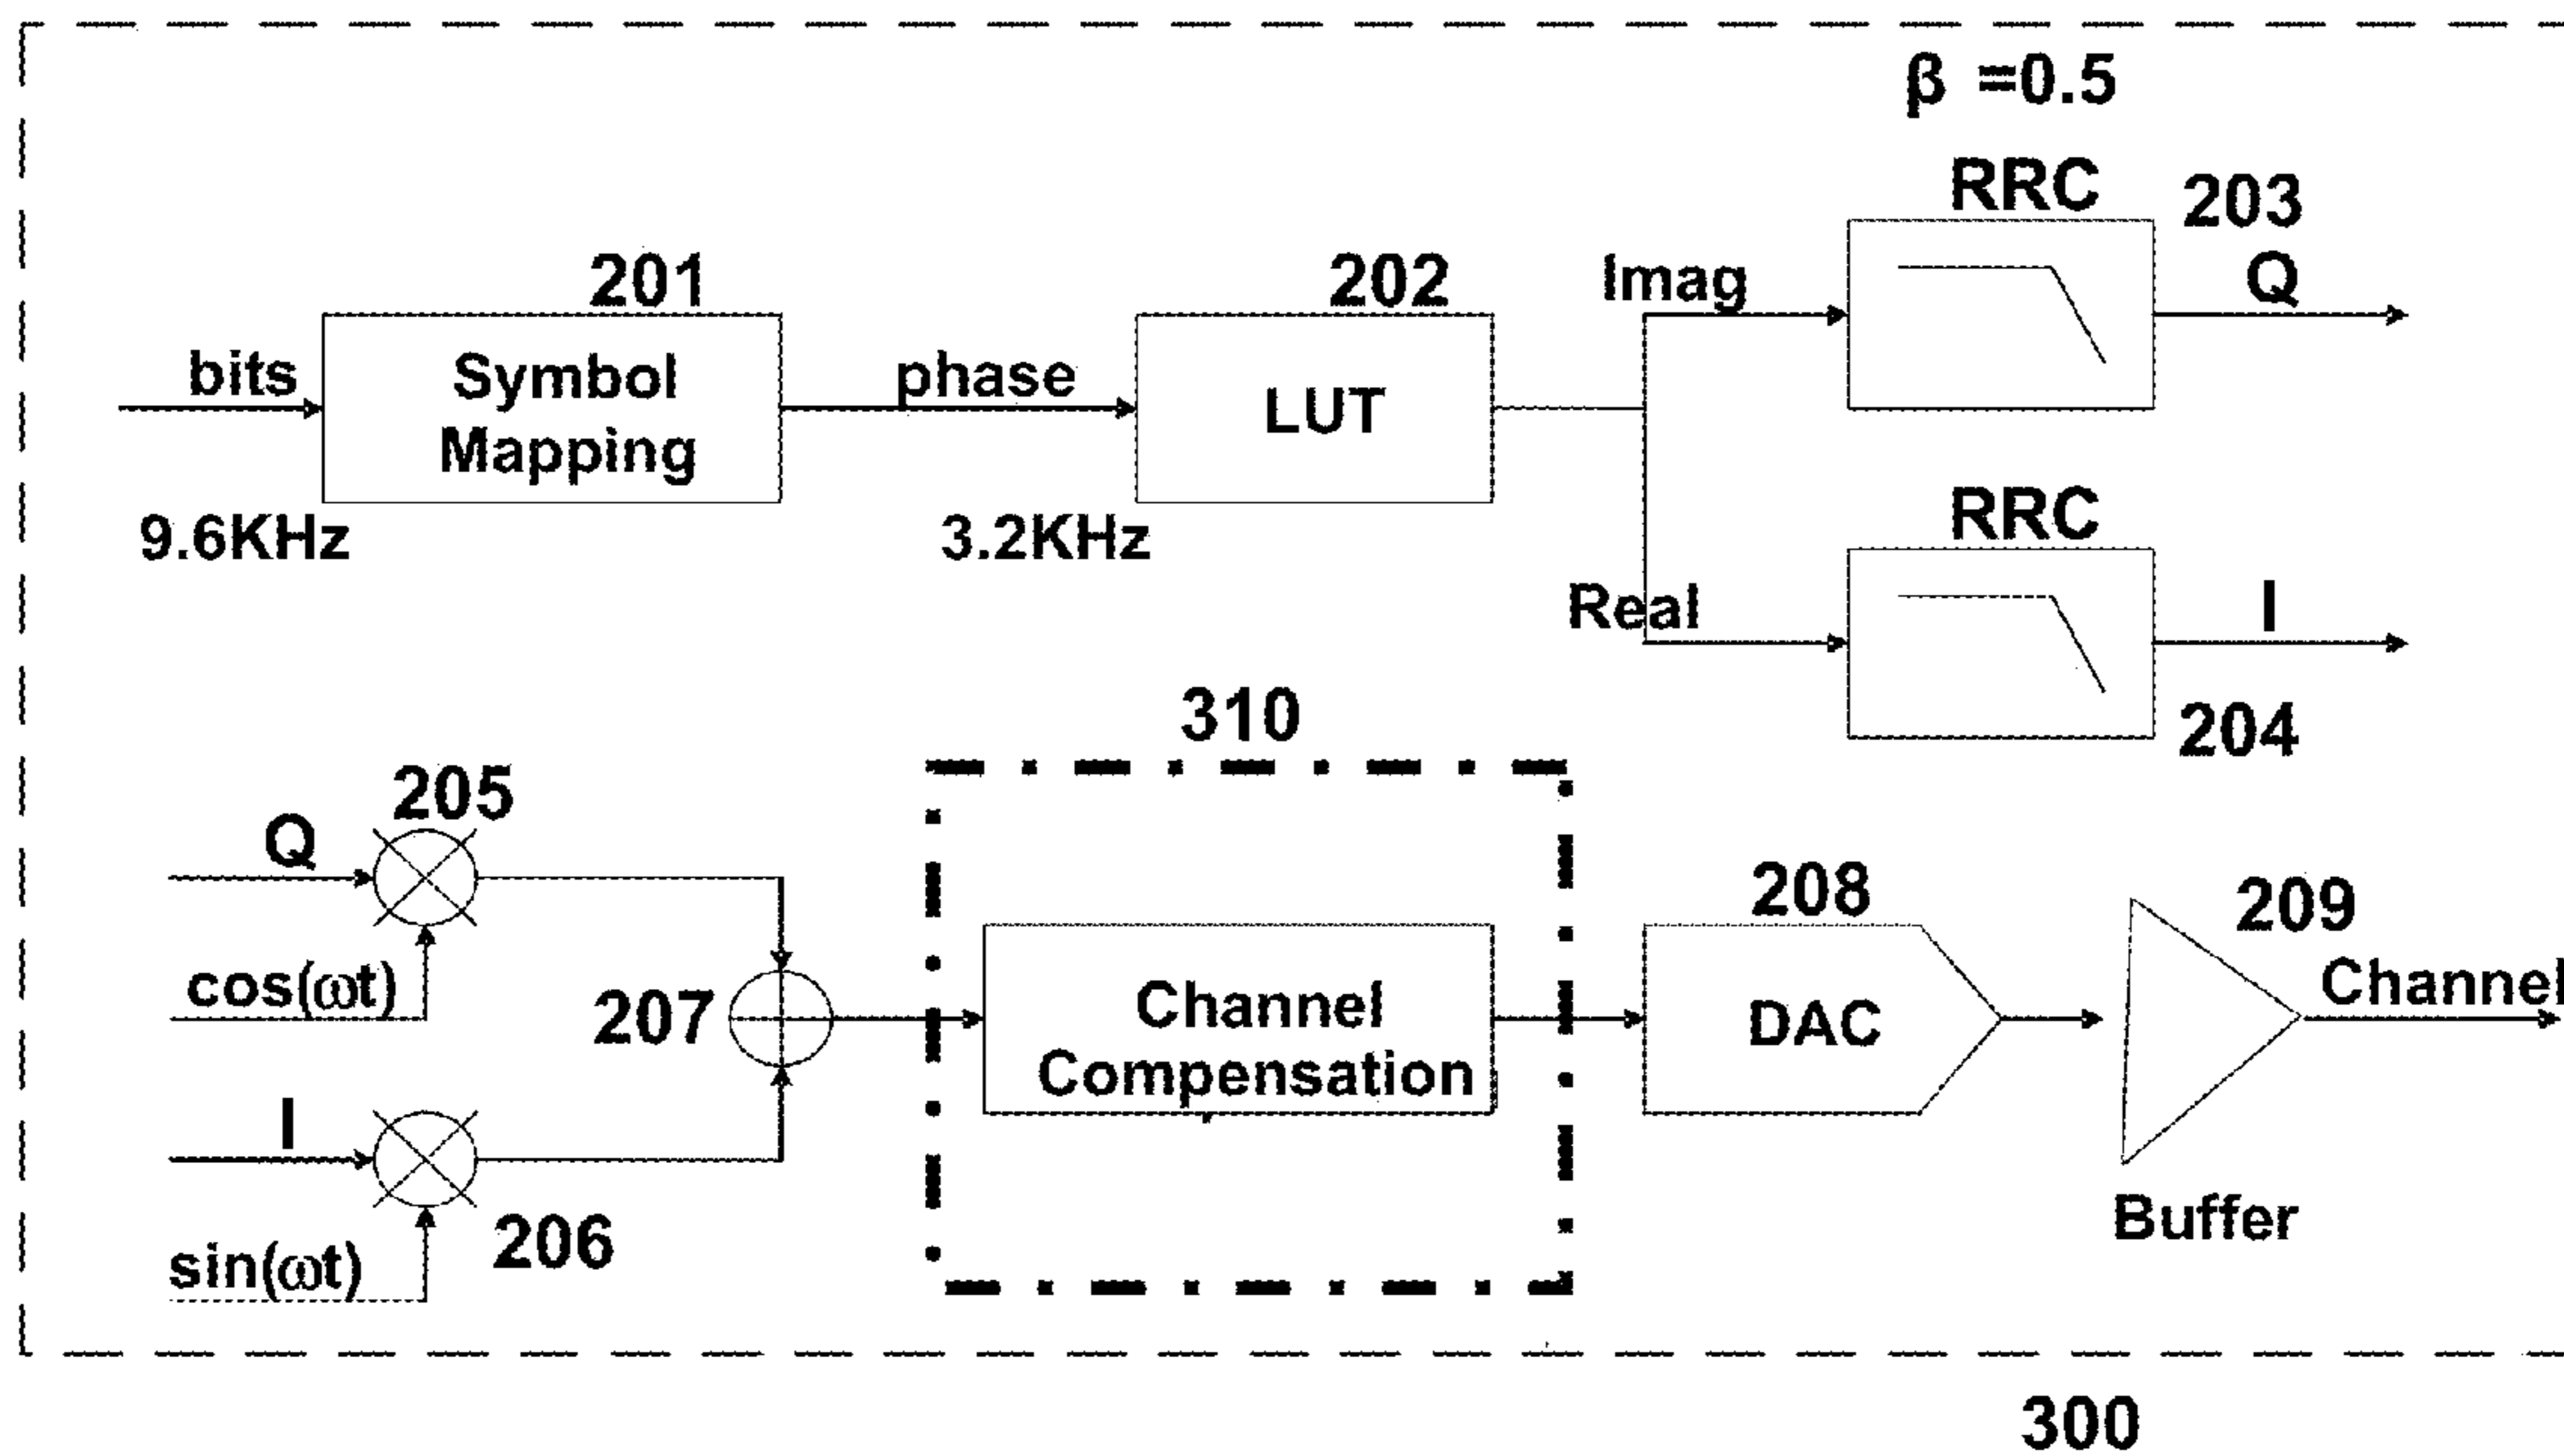 β =0.5
RRC
203
201
202
Imag
Q
bits
Symbol
Mapping
phase
LUT
9.6KHz
3.2KHz
RRC
Real
I
204
310
205
Q
208
209
cos(ωt)
207
Channel
Compensation
DAC
Channel
I
206
sin(ωt)
Buffer
300